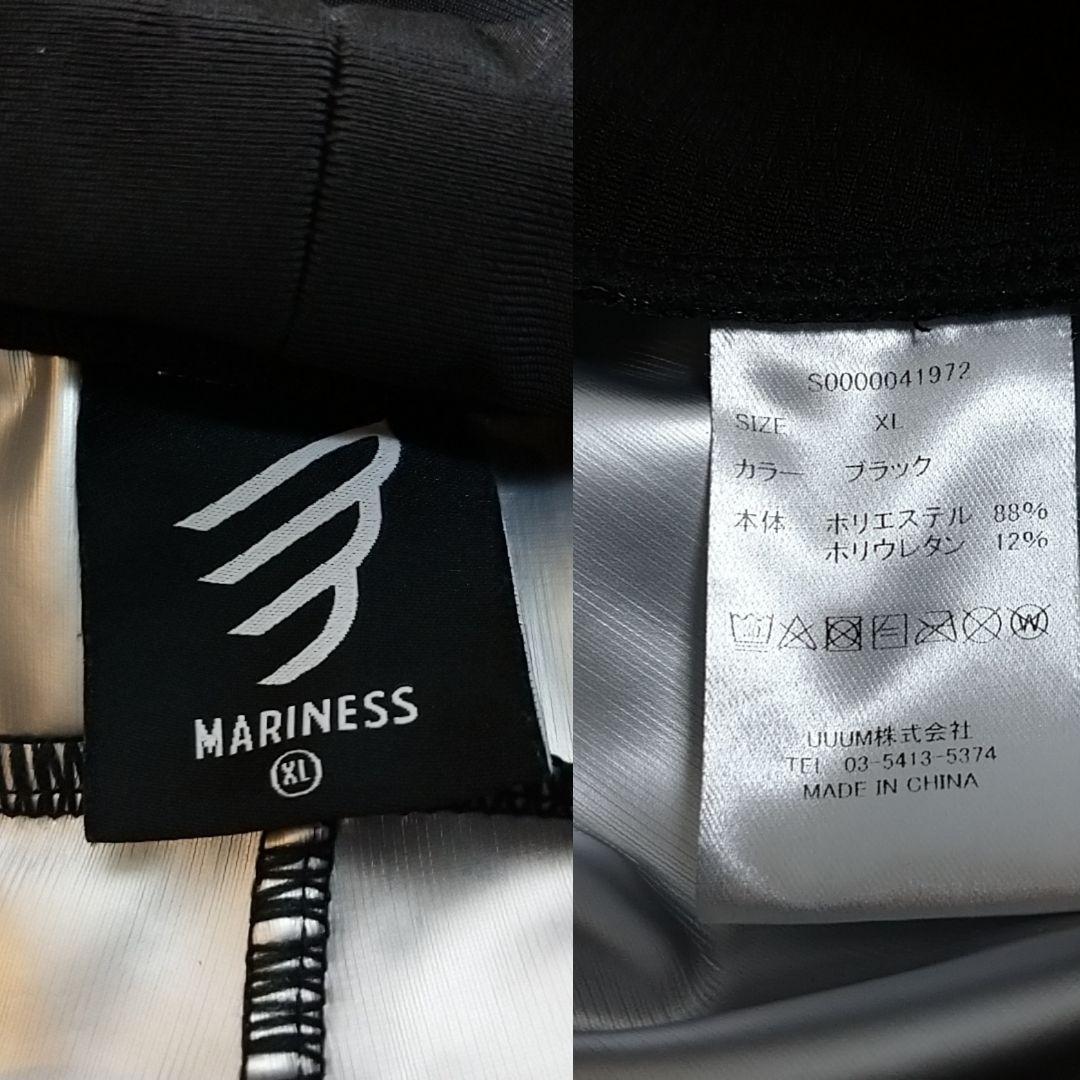 MARINESS
XL
S0000041972
SIZE XL
カラー ブラック
本体 ポリエステル 88%
ポリウレタン 12%
W
UUUM株式会社
TEL 03-5413-5374
MADE IN CHINA